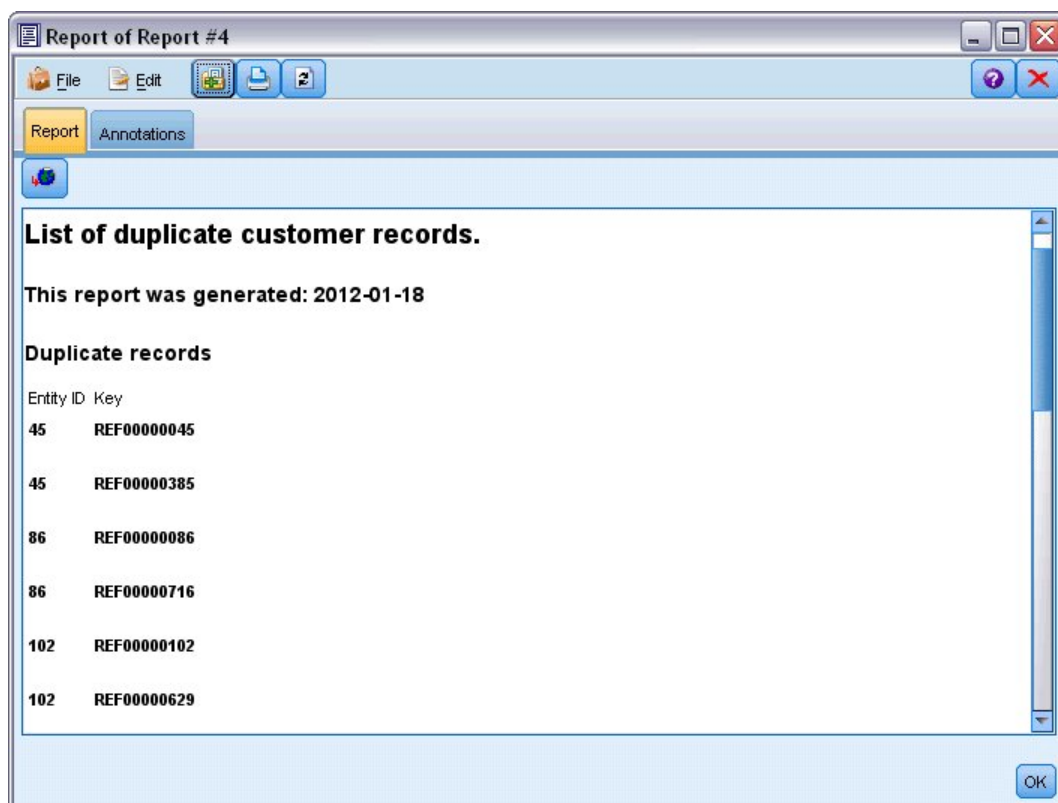 Report of Report #4
File Edit
Report Annotations
List of duplicate customer records.
This report was generated: 2012-01-18
Duplicate records
Entity ID Key
45 REF00000045
45 REF00000385
86 REF00000086
86 REF00000716
102 REF00000102
102 REF00000629
OK